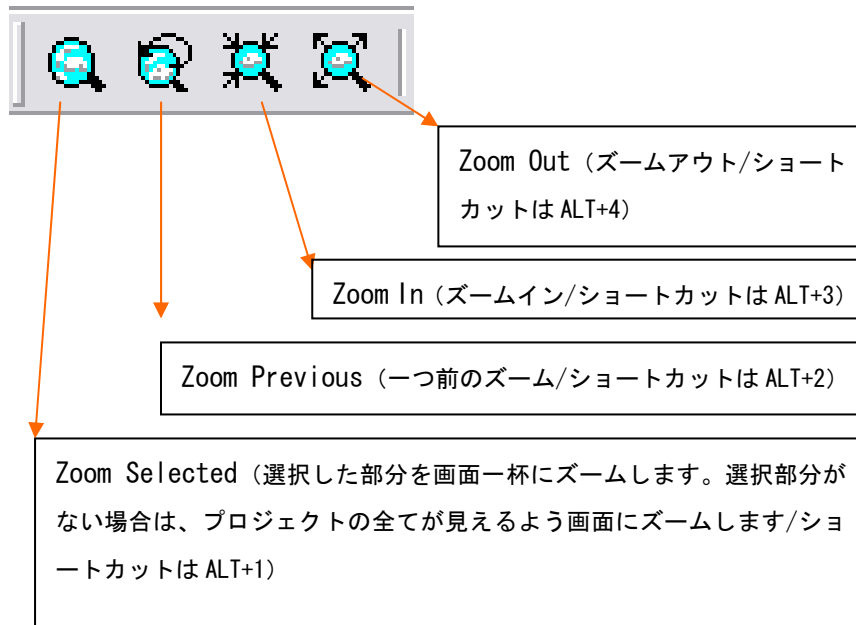 Zoom Out（ズームアウト/ショート
カットは ALT+4）
Zoom In（ズームイン/ショートカットは ALT+3）
Zoom Previous（一つ前のズーム/ショートカットは ALT+2）
Zoom Selected（選択した部分を画面一杯にズームします。選択部分が
ない場合は、プロジェクトの全てが見えるよう画面にズームします/ショ
ートカットは ALT+1）